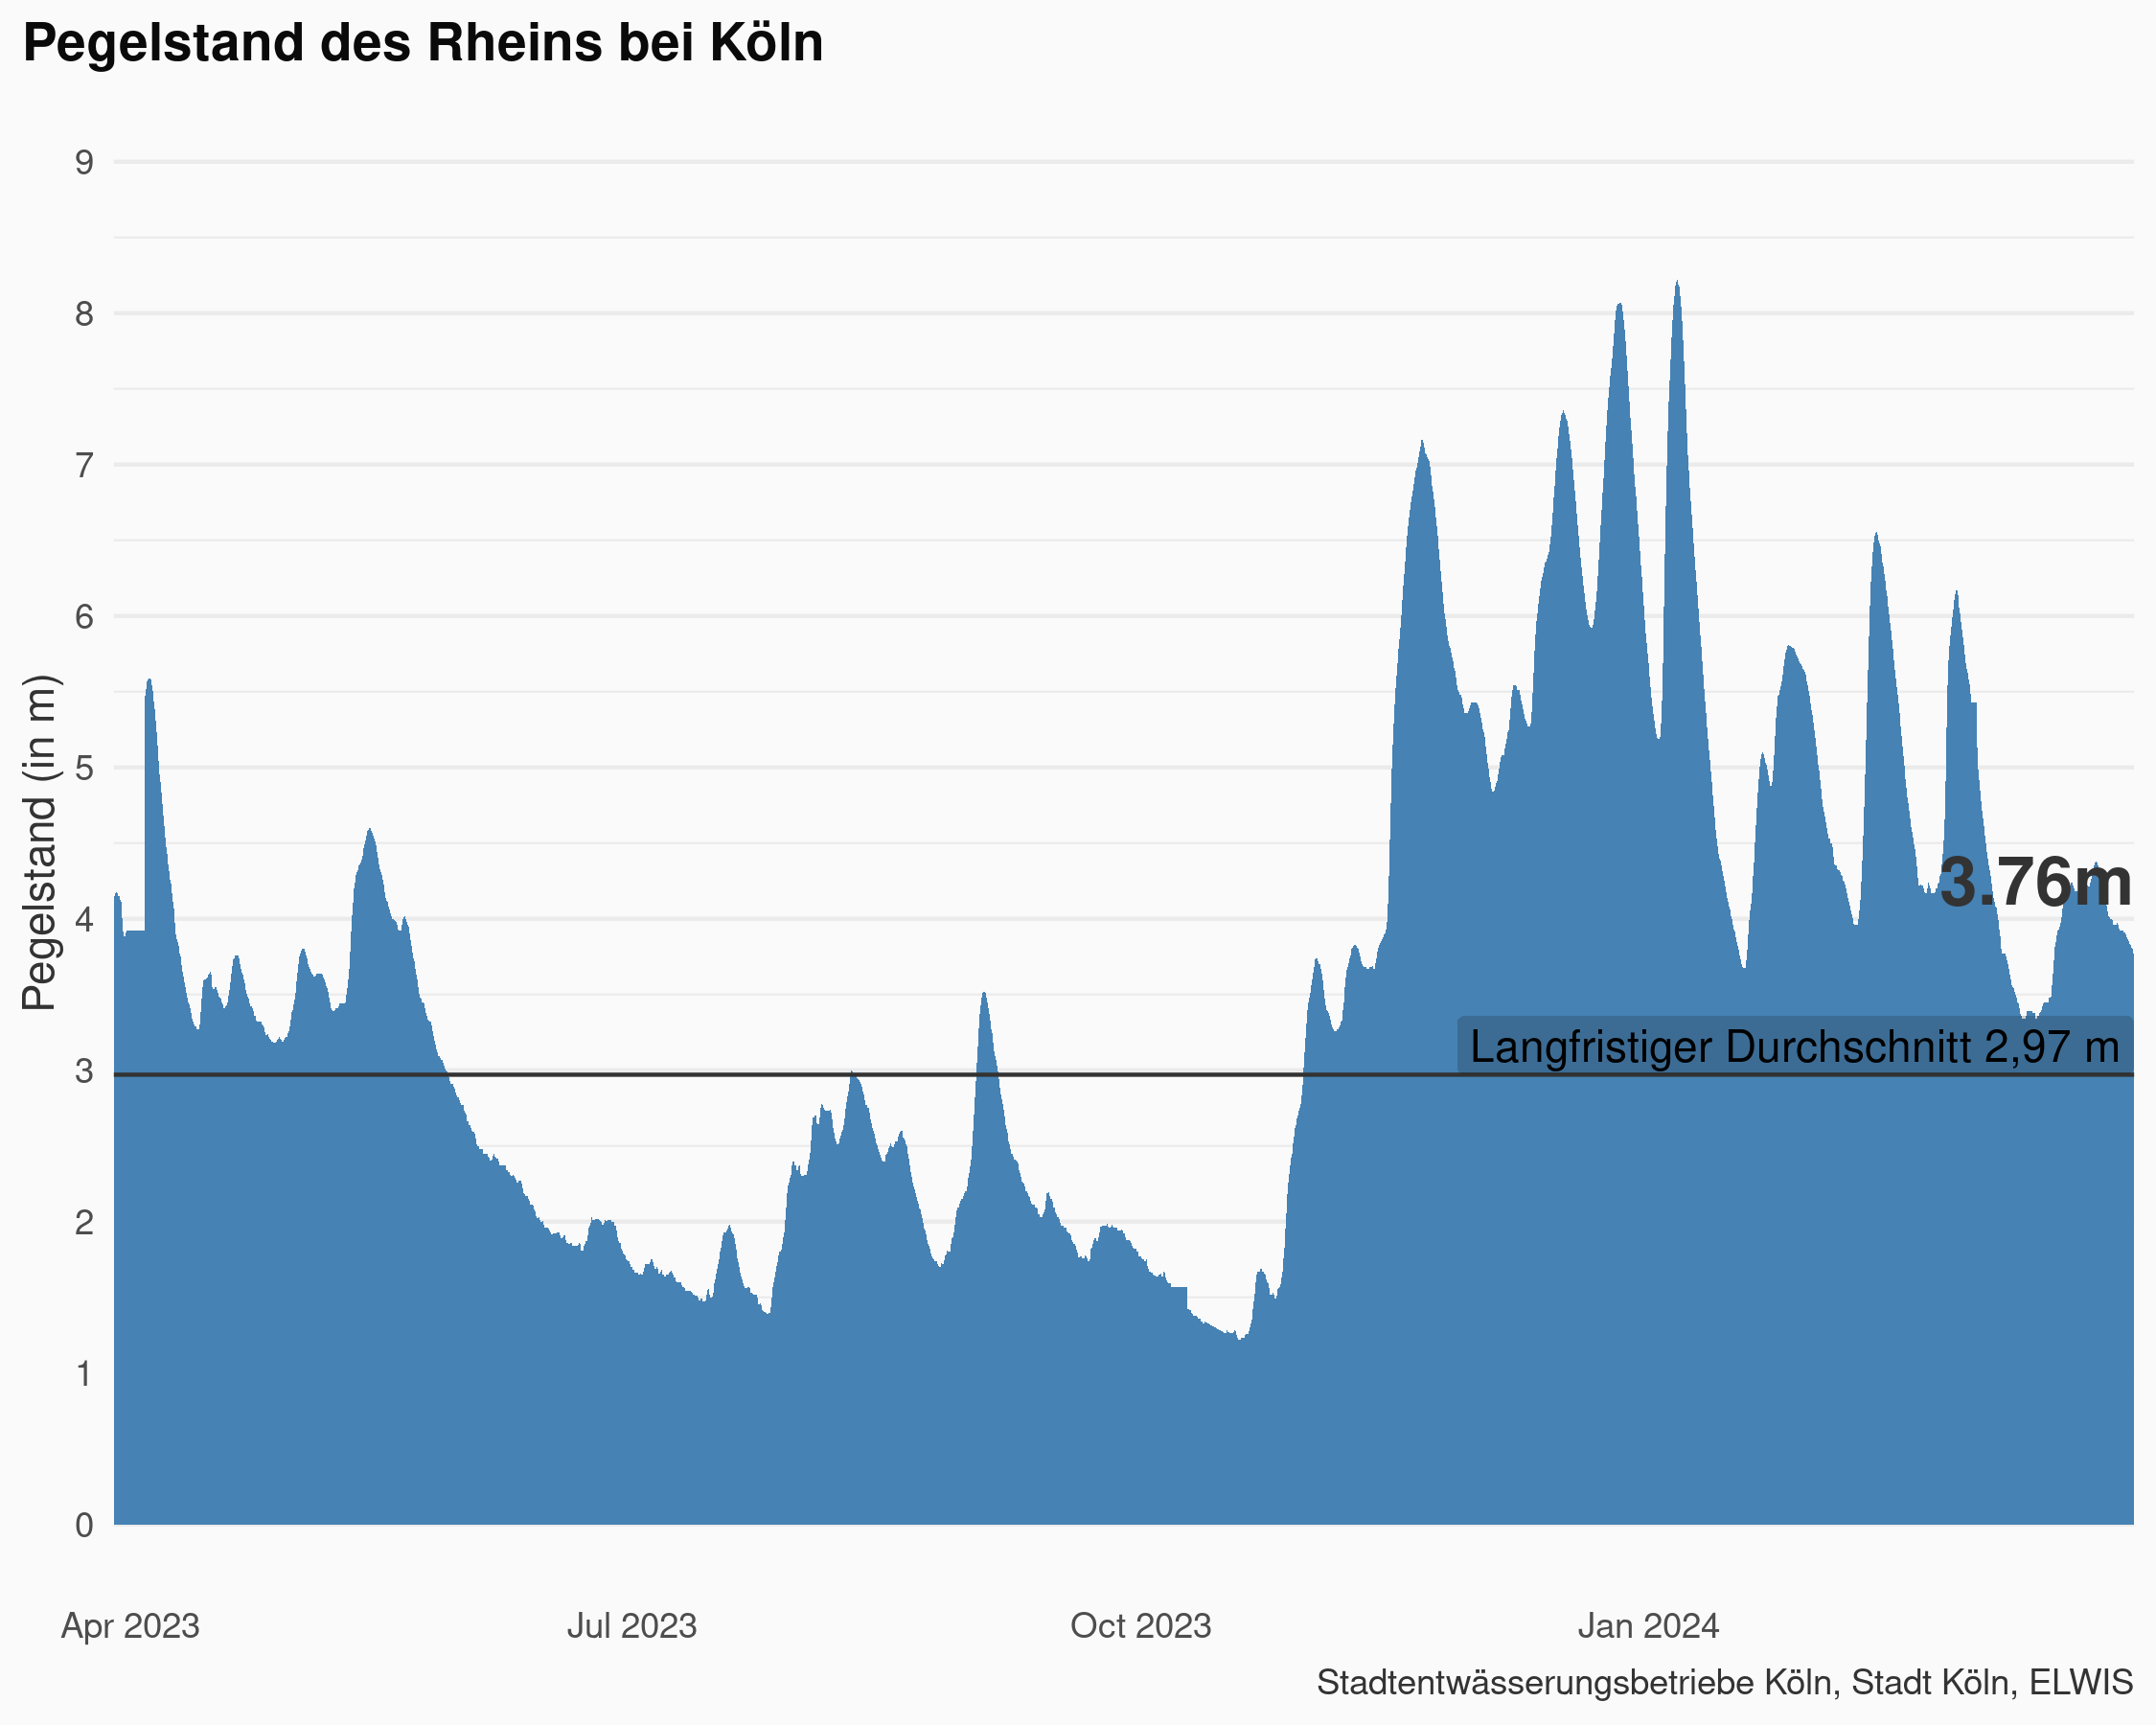 Pegelstand des Rheins bei Köln
Pegelstand (in m)
9
8
7
6
5
4
3
2
1
0
3.76m
Langfristiger Durchschnitt 2,97 m
Apr 2023
Jul 2023
Oct 2023
Jan 2024
Stadtentwässerungsbetriebe Köln, Stadt Köln, ELWIS